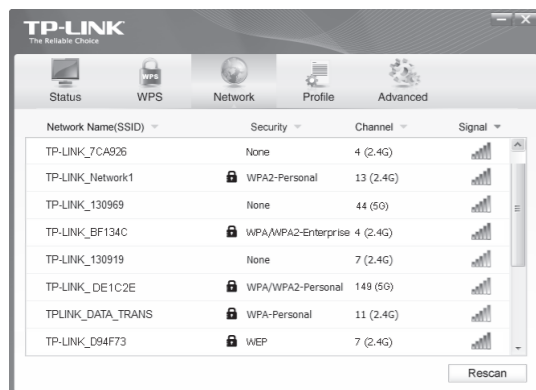 TP-LINK
The Reliable Choice
Status WPS Network Profile Advanced
WPS
Network Name(SSID) Security Channel Signal
TP-LINK_7CA926 None 4 (2.4G)
TP-LINK_Network1 WPA2-Personal 13 (2.4G)
TP-LINK_130969 None 44 (5G)
TP-LINK_BF134C WPA/WPA2-Enterprise 4 (2.4G)
TP-LINK_130919 None 7 (2.4G)
TP-LINK_DE1C2E WPA/WPA2-Personal 149 (5G)
TPLINK_DATA_TRANS WPA-Personal 11 (2.4G)
TP-LINK_D94F73 WEP 7 (2.4G)
Rescan